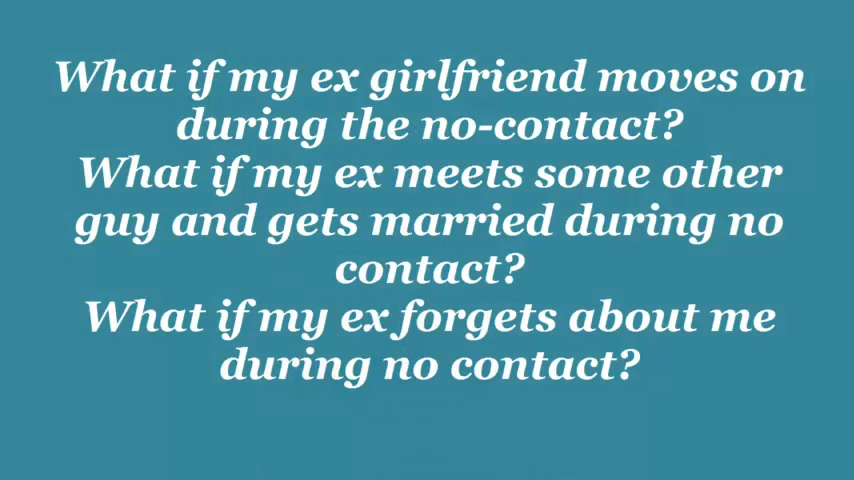 What if my ex girlfriend moves on
during the no-contact?
What if my ex meets some other
guy and gets married during no
contact?
What if my ex forgets about me
during no contact?